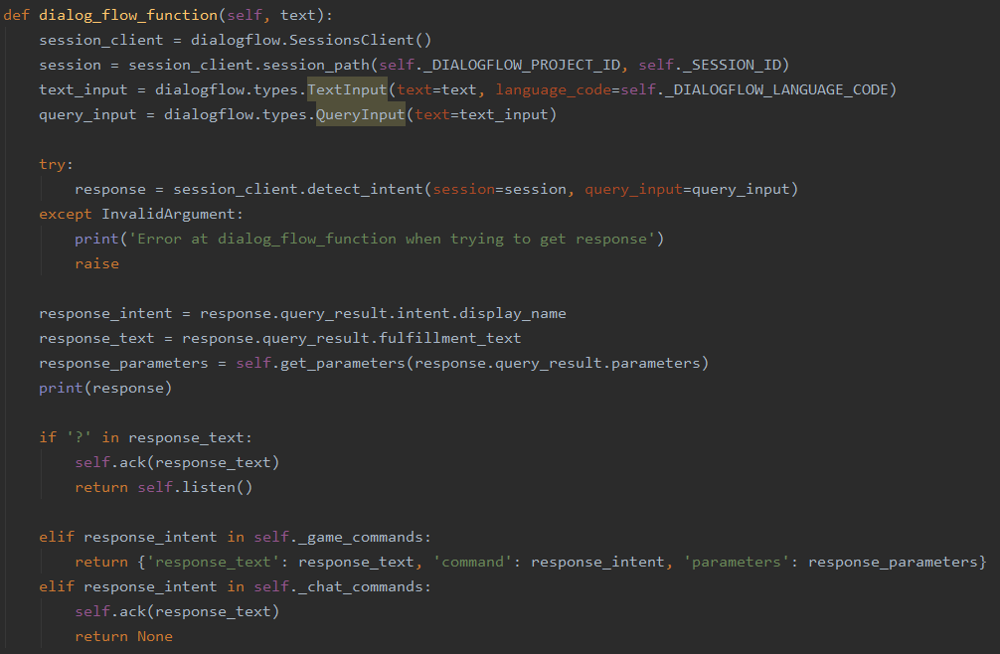 def dialog_flow_function(self, text):
    session_client = dialogflow.SessionsClient()
    session = session_client.session_path(self._DIALOGFLOW_PROJECT_ID, self._SESSION_ID)
    text_input = dialogflow.types.TextInput(text=text, language_code=self._DIALOGFLOW_LANGUAGE_CODE)
    query_input = dialogflow.types.QueryInput(text=text_input)

    try:
        response = session_client.detect_intent(session=session, query_input=query_input)
    except InvalidArgument:
        print('Error at dialog_flow_function when trying to get response')
        raise

    response_intent = response.query_result.intent.display_name
    response_text = response.query_result.fulfillment_text
    response_parameters = self.get_parameters(response.query_result.parameters)
    print(response)

    if '?' in response_text:
        self.ack(response_text)
        return self.listen()

    elif response_intent in self._game_commands:
        return {'response_text': response_text, 'command': response_intent, 'parameters': response_parameters}
    elif response_intent in self._chat_commands:
        self.ack(response_text)
        return None